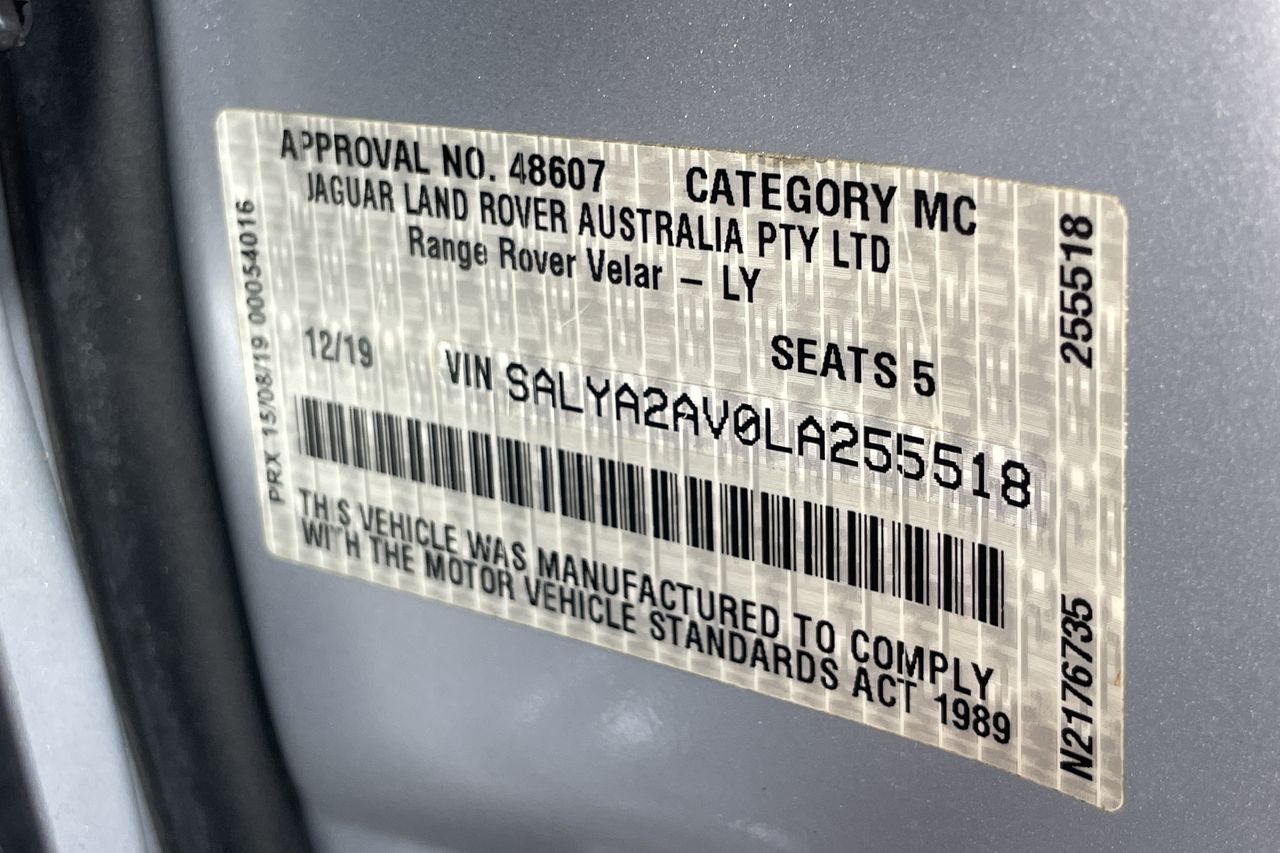 APPROVAL NO. 48607 CATEGORY MC
JAGUAR LAND ROVER AUSTRALIA PTY LTD
Range Rover Velar – LY
12/19 SEATS 5
VIN SALYA2AV0LA255518
THIS VEHICLE WAS MANUFACTURED TO COMPLY
WITH THE MOTOR VEHICLE STANDARDS ACT 1989
PRX 15/08/19 00054016
255518
N2176735